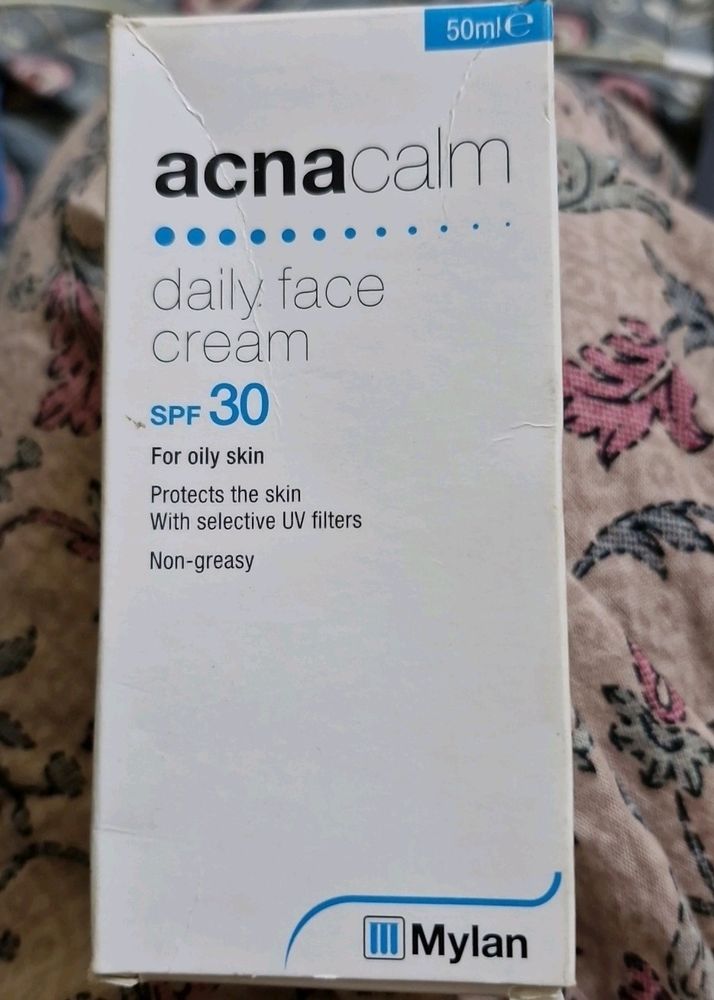 50ml℮
acnacalm
daily face
cream
SPF 30
For oily skin
Protects the skin
With selective UV filters
Non-greasy
Mylan